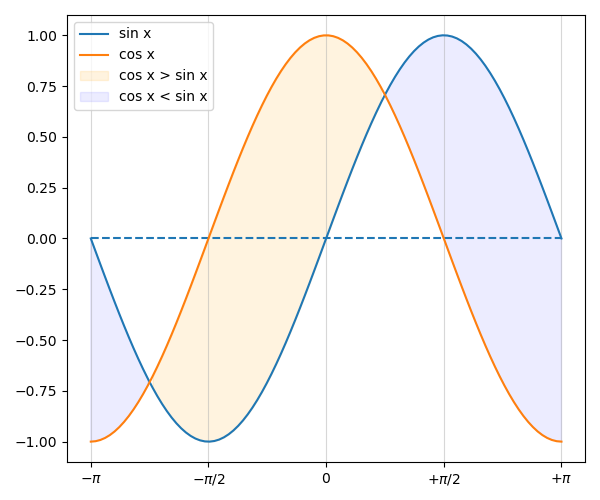 sin x
cos x
cos x > sin x
cos x < sin x
1.00
0.75
0.50
0.25
0.00
−0.25
−0.50
−0.75
−1.00
−π −π/2 0 +π/2 +π